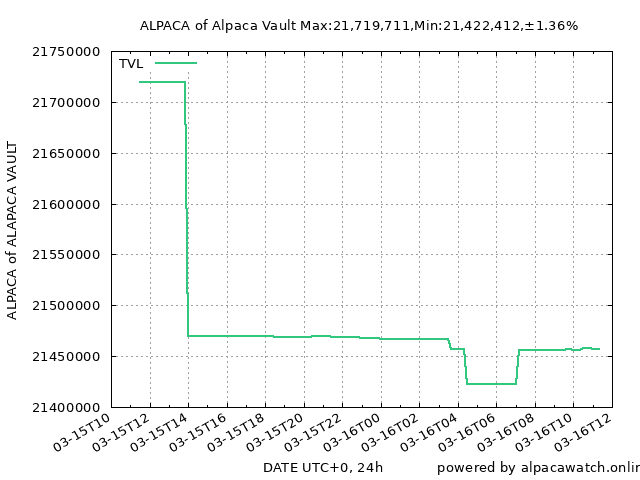 ALPACA of Alpaca Vault Max:21,719,711,Min:21,422,412,±1.36%
TVL
ALPACA of ALAPACA VAULT
21750000
21700000
21650000
21600000
21550000
21500000
21450000
21400000
03-15T10
03-15T12
03-15T14
03-15T16
03-15T18
03-15T20
03-15T22
03-16T00
03-16T02
03-16T04
03-16T06
03-16T08
03-16T10
03-16T12
DATE UTC+0, 24h
powered by alpacawatch.onlin